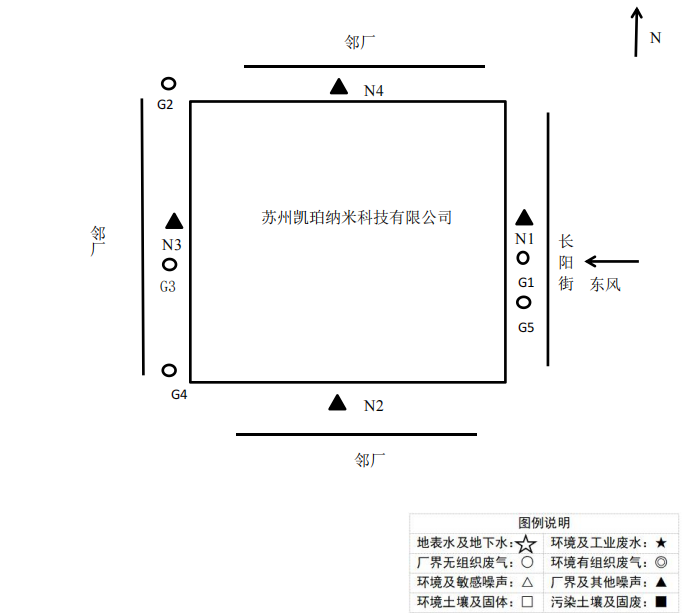 邻厂
N
N4
G2
苏州凯珀纳米科技有限公司
邻
厂
N3
G3
N1
长
阳
街
东风
G1
G5
G4
N2
邻厂
图例说明
地表水及地下水：☆ 环境及工业废水：★
厂界无组织废气：○ 环境有组织废气：◎
环境及敏感噪声：△ 厂界及其他噪声：▲
环境土壤及固体：□ 污染土壤及固废：■